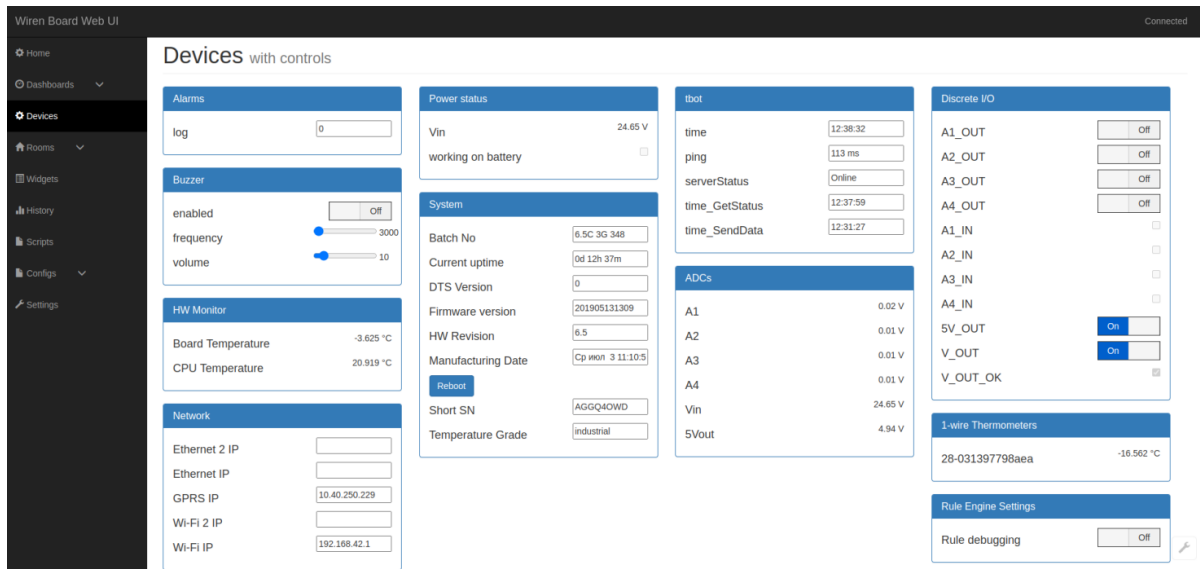 Wiren Board Web UI
Connected
Home
Dashboards
Devices
Rooms
Widgets
History
Scripts
Configs
Settings
Devices with controls
Alarms
log 0
Buzzer
enabled Off
frequency 3000
volume 10
HW Monitor
Board Temperature -3.625 °C
CPU Temperature 20.919 °C
Network
Ethernet 2 IP
Ethernet IP
GPRS IP 10.40.250.229
Wi-Fi 2 IP
Wi-Fi IP 192.168.42.1
Power status
Vin 24.65 V
working on battery
System
Batch No 6.5C 3G 348
Current uptime 0d 12h 37m
DTS Version 0
Firmware version 201905131309
HW Revision 6.5
Manufacturing Date Ср июл 3 11:10:5
Reboot
Short SN AGGQ4OWD
Temperature Grade industrial
tbot
time 12:38:32
ping 113 ms
serverStatus Online
time_GetStatus 12:37:59
time_SendData 12:31:27
ADCs
A1 0.02 V
A2 0.01 V
A3 0.01 V
A4 0.01 V
Vin 24.65 V
5Vout 4.94 V
Discrete I/O
A1_OUT Off
A2_OUT Off
A3_OUT Off
A4_OUT Off
A1_IN
A2_IN
A3_IN
A4_IN
5V_OUT On
V_OUT On
V_OUT_OK
1-wire Thermometers
28-031397798aea -16.562 °C
Rule Engine Settings
Rule debugging Off